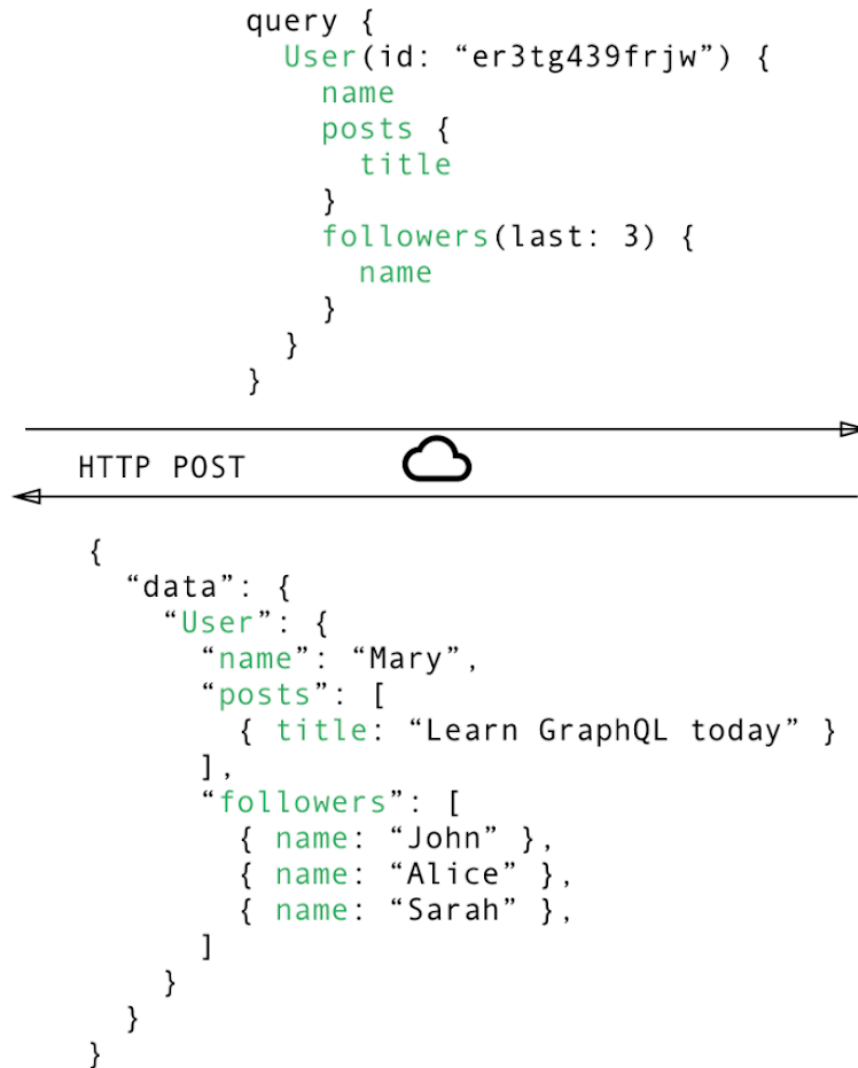 query {
  User(id: “er3tg439frjw”) {
    name
    posts {
      title
    }
    followers(last: 3) {
      name
    }
  }
}
HTTP POST
{
  “data”: {
    “User”: {
      “name”: “Mary”,
      “posts”: [
        { title: “Learn GraphQL today” }
      ],
      “followers”: [
        { name: “John” },
        { name: “Alice” },
        { name: “Sarah” },
      ]
    }
  }
}